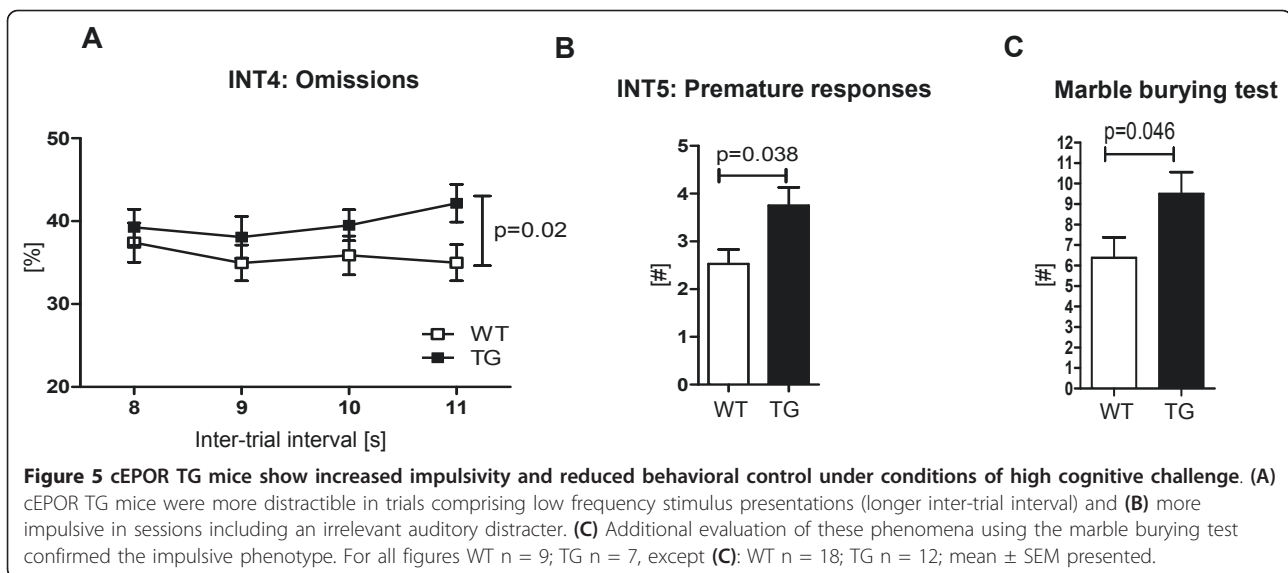 A
INT4: Omissions
50
40
30
20
[%]
p=0.02
WT
TG
8 9 10 11
Inter-trial interval [s]
B
INT5: Premature responses
5
4
3
2
1
0
[#]
p=0.038
WT TG
C
Marble burying test
12
11
10
9
8
7
6
5
4
3
2
1
0
[#]
p=0.046
WT TG
Figure 5 cEPOR TG mice show increased impulsivity and reduced behavioral control under conditions of high cognitive challenge. (A)
cEPOR TG mice were more distractible in trials comprising low frequency stimulus presentations (longer inter-trial interval) and (B) more
impulsive in sessions including an irrelevant auditory distracter. (C) Additional evaluation of these phenomena using the marble burying test
confirmed the impulsive phenotype. For all figures WT n = 9; TG n = 7, except (C): WT n = 18; TG n = 12; mean ± SEM presented.